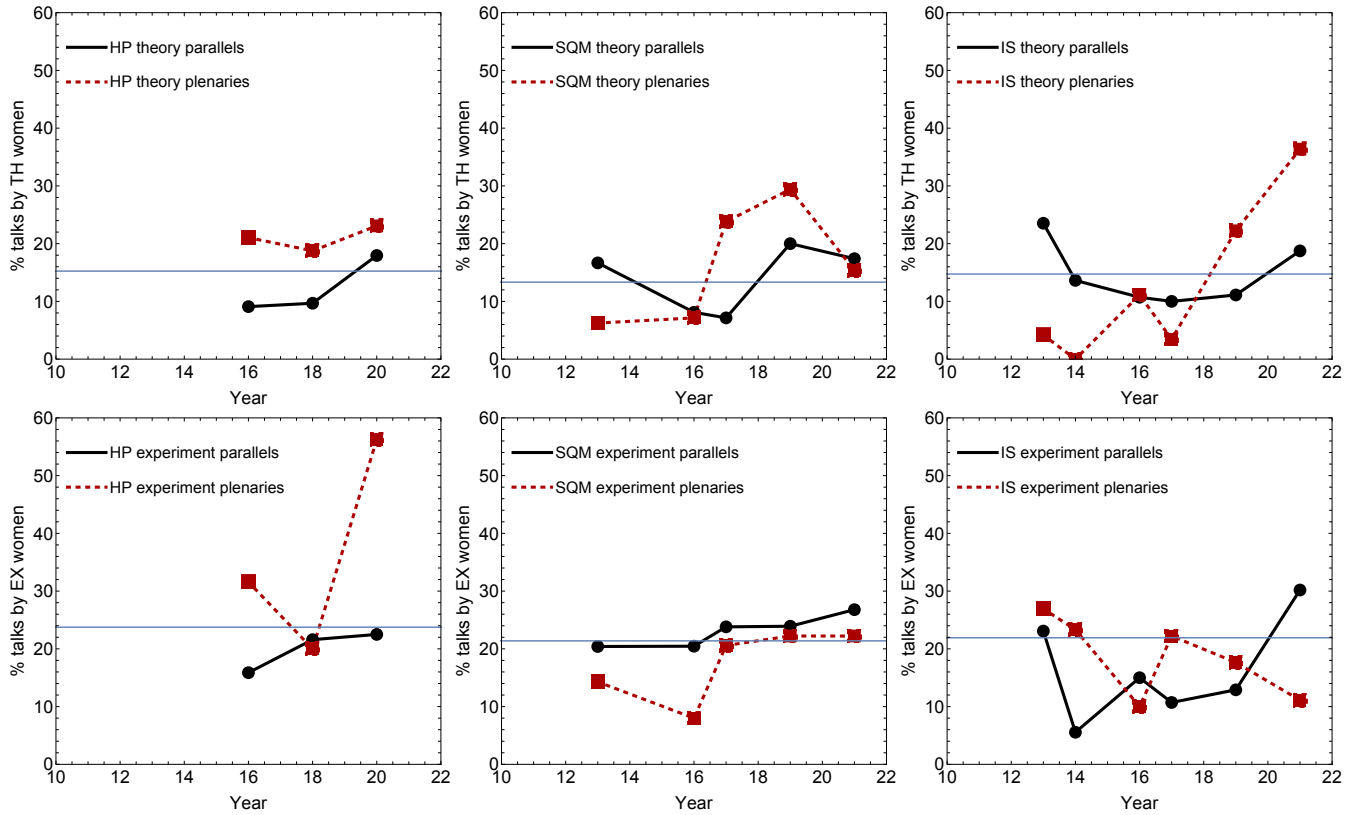 HP theory parallels
HP theory plenaries
% talks by TH women
60
50
40
30
20
10
0
10 12 14 16 18 20 22
Year
SQM theory parallels
SQM theory plenaries
% talks by TH women
60
50
40
30
20
10
0
10 12 14 16 18 20 22
Year
IS theory parallels
IS theory plenaries
% talks by TH women
60
50
40
30
20
10
0
10 12 14 16 18 20 22
Year
HP experiment parallels
HP experiment plenaries
% talks by EX women
60
50
40
30
20
10
0
10 12 14 16 18 20 22
Year
SQM experiment parallels
SQM experiment plenaries
% talks by EX women
60
50
40
30
20
10
0
10 12 14 16 18 20 22
Year
IS experiment parallels
IS experiment plenaries
% talks by EX women
60
50
40
30
20
10
0
10 12 14 16 18 20 22
Year